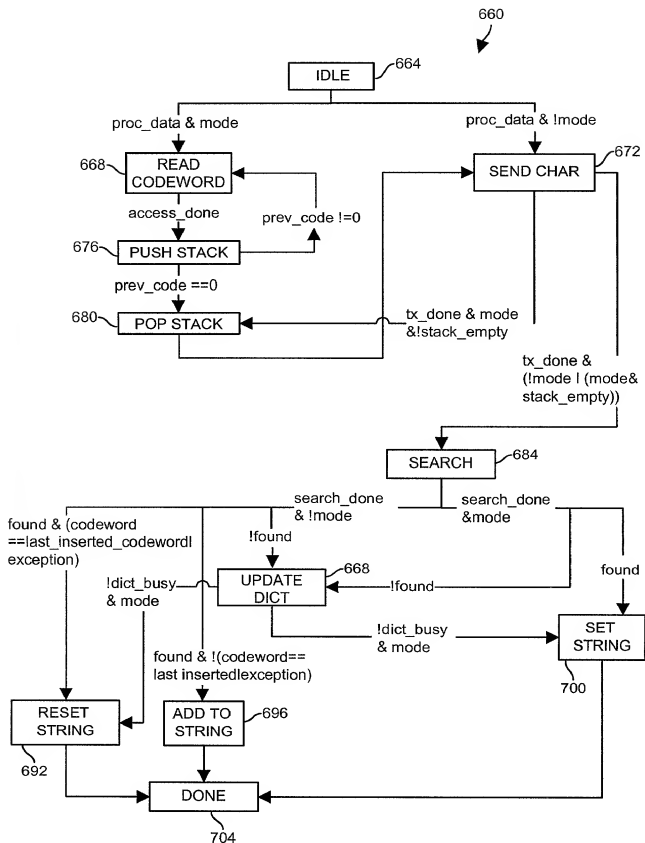 660
IDLE
664
proc_data & mode
proc_data & !mode
668
READ
CODEWORD
SEND CHAR
672
access_done
prev_code !=0
676
PUSH STACK
prev_code ==0
680
POP STACK
tx_done & mode
&!stack_empty
tx_done &
(!mode | (mode&
stack_empty))
SEARCH
684
search_done
& !mode
search_done
&mode
found & (codeword
==last_inserted_codeword|
exception)
!found
668
!dict_busy
& mode
UPDATE
DICT
!found
found
!dict_busy
& mode
SET
STRING
700
found & !(codeword==
last inserted|exception)
RESET
STRING
692
ADD TO
STRING
696
DONE
704